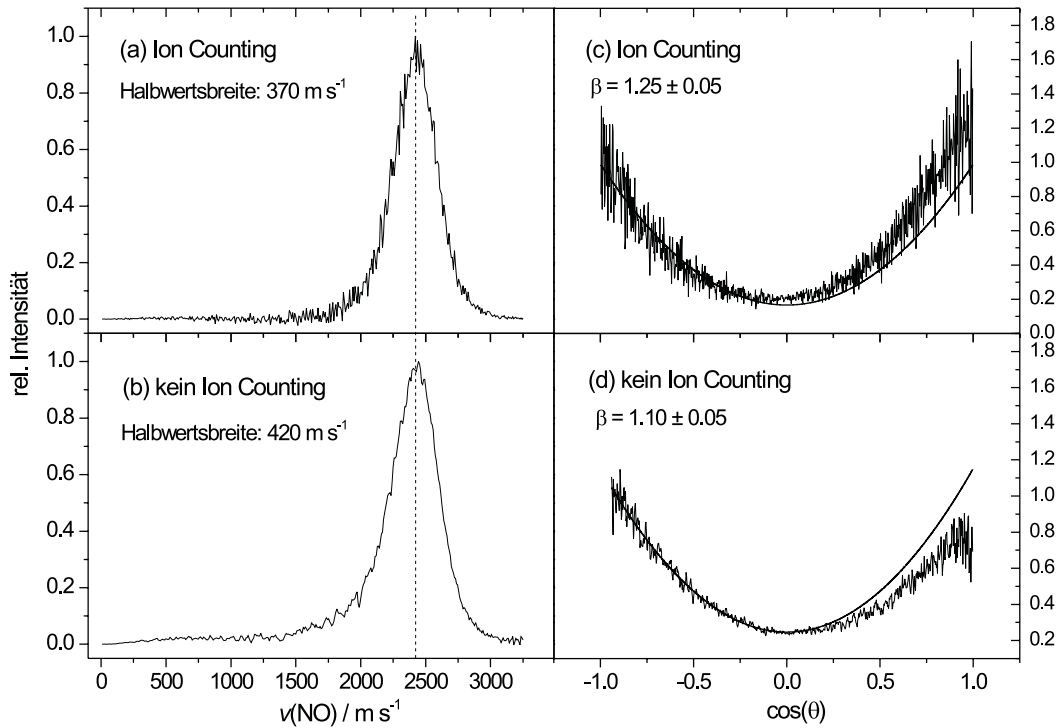 (a) Ion Counting
Halbwertsbreite: 370 m s⁻¹
1.0
0.8
0.6
0.4
0.2
0.0
(c) Ion Counting
β = 1.25 ± 0.05
1.8
1.6
1.4
1.2
1.0
0.8
0.6
0.4
0.2
0.0
rel. Intensität
(b) kein Ion Counting
Halbwertsbreite: 420 m s⁻¹
1.0
0.8
0.6
0.4
0.2
0.0
(d) kein Ion Counting
β = 1.10 ± 0.05
1.8
1.6
1.4
1.2
1.0
0.8
0.6
0.4
0.2
0 500 1000 1500 2000 2500 3000
v(NO) / m s⁻¹
-1.0 -0.5 0.0 0.5 1.0
cos(θ)